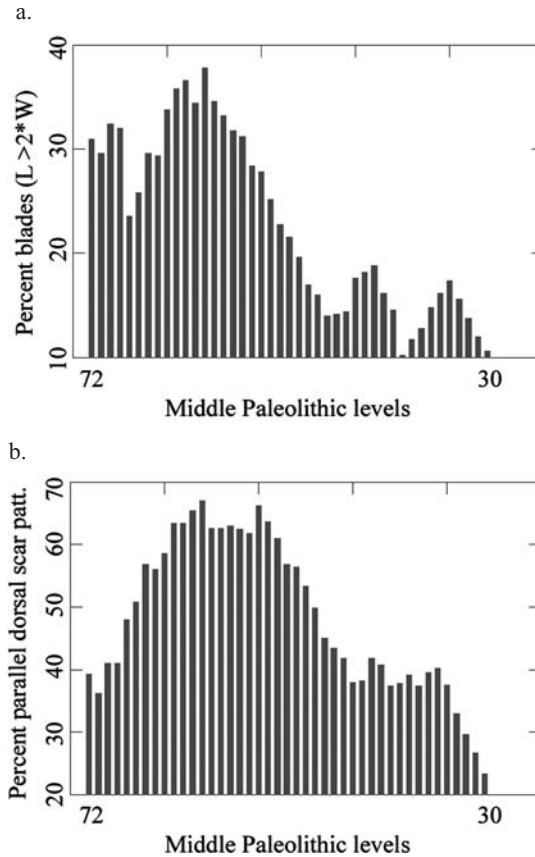 a.
40
30
20
10
Percent blades (L >2*W)
72 30
Middle Paleolithic levels
b.
70
60
50
40
30
20
Percent parallel dorsal scar patt.
72 30
Middle Paleolithic levels